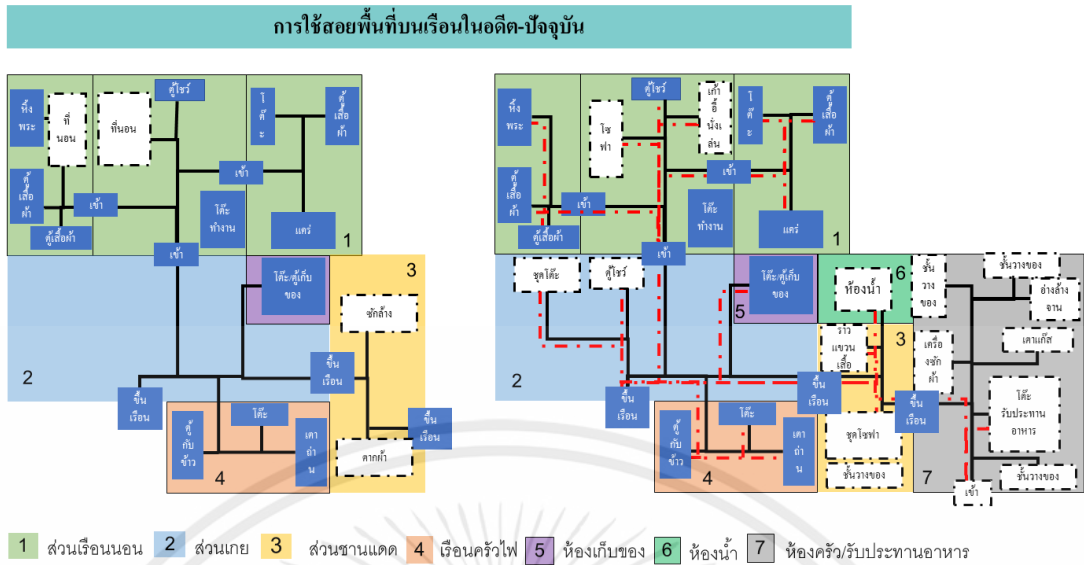 การใช้สอยพื้นที่บนเรือนในอดีต-ปัจจุบัน
หิ้ง
พระ
ที่
นอน
ที่นอน
ตู้โชว์
โต๊ะ
ตู้
เสื้อ
ผ้า
ตู้
เสื้อ
ผ้า
เข้า
ตู้เสื้อผ้า
เข้า
โต๊ะ
ทำงาน
แคร่
เข้า
1
โต๊ะ/ตู้เก็บ
ของ
3
ซักล้าง
2
ขึ้น
เรือน
ขึ้น
เรือน
ขึ้น
เรือน
ตู้
กับ
ข้าว
โต๊ะ
เตา
ถ่าน
ตากผ้า
4
หิ้ง
พระ
โซ
ฟา
ตู้โชว์
เก้า
อี้
นั่งเ
ล่น
โต๊ะ
ตู้
เสื้อ
ผ้า
ตู้
เสื้อ
ผ้า
เข้า
ตู้เสื้อผ้า
เข้า
โต๊ะ
ทำงาน
แคร่
เข้า
1
ชุดโต๊ะ
ตู้โชว์
โต๊ะ/ตู้เก็บ
ของ
5
ห้องน้ำ
6
ราว
แขวน
เสื้อ
3
2
ขึ้น
เรือน
ขึ้น
เรือน
ขึ้น
เรือน
ตู้
กับ
ข้าว
โต๊ะ
เตา
ถ่าน
4
ชุดโซฟา
ชั้นวางของ
ชั้น
วาง
ของ
ชั้นวางของ
อ่างล้าง
จาน
เครื่
องซัก
ผ้า
เตาแก๊ส
โต๊ะ
รับประทาน
อาหาร
ชั้นวางของ
เข้า
7
1 ส่วนเรือนนอน 2 ส่วนเกย 3 ส่วนชานแดด 4 เรือนครัวไฟ 5 ห้องเก็บของ 6 ห้องน้ำ 7 ห้องครัว/รับประทานอาหาร